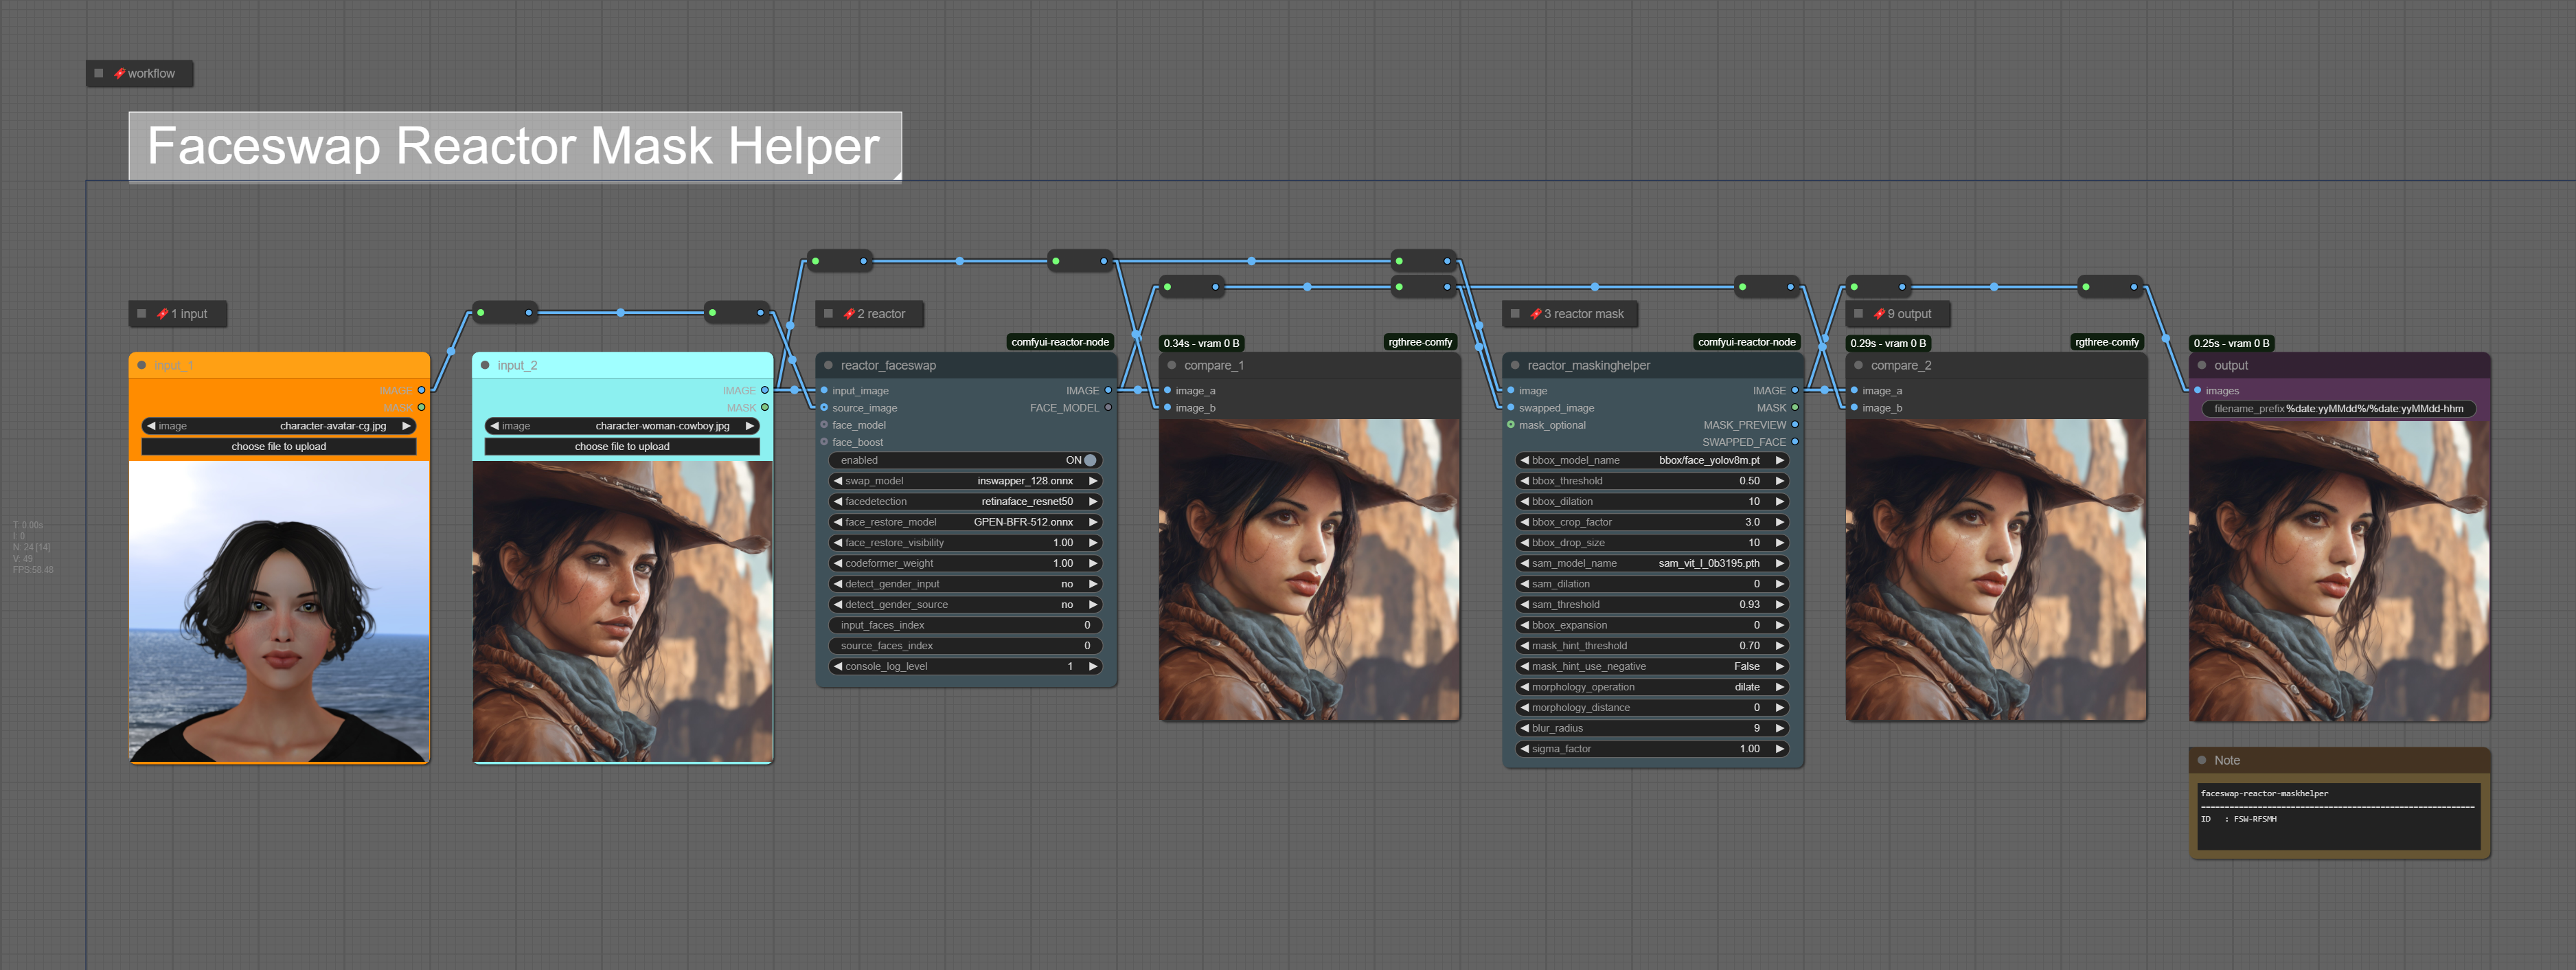 workflow
Faceswap Reactor Mask Helper
1 input
input_1
IMAGE
MASK
image character-avatar-cg.jpg
choose file to upload
input_2
IMAGE
MASK
image character-woman-cowboy.jpg
choose file to upload
2 reactor
comfyui-reactor-node
reactor_faceswap
input_image IMAGE
source_image FACE_MODEL
face_model
face_boost
enabled ON
swap_model inswapper_128.onnx
facedetection retinaface_resnet50
face_restore_model GPEN-BFR-512.onnx
face_restore_visibility 1.00
codeformer_weight 1.00
detect_gender_input no
detect_gender_source no
input_faces_index 0
source_faces_index 0
console_log_level 1
0.34s - vram 0 B rgthree-comfy
compare_1
image_a
image_b
3 reactor mask
comfyui-reactor-node
reactor_maskinghelper
image IMAGE
swapped_image MASK
mask_optional MASK_PREVIEW
SWAPPED_FACE
bbox_model_name bbox/face_yolov8m.pt
bbox_threshold 0.50
bbox_dilation 10
bbox_crop_factor 3.0
bbox_drop_size 10
sam_model_name sam_vit_l_0b3195.pth
sam_dilation 0
sam_threshold 0.93
bbox_expansion 0
mask_hint_threshold 0.70
mask_hint_use_negative False
morphology_operation dilate
morphology_distance 0
blur_radius 9
sigma_factor 1.00
9 output
0.29s - vram 0 B rgthree-comfy
compare_2
image_a
image_b
0.25s - vram 0 B
output
images
filename_prefix %date:yyMMdd%/%date:yyMMdd-hhm
Note
faceswap-reactor-maskhelper
==========================================================
ID : FSW-RFSMH
T: 0.00s
I: 0
N: 24 [14]
V: 49
FPS:58.48